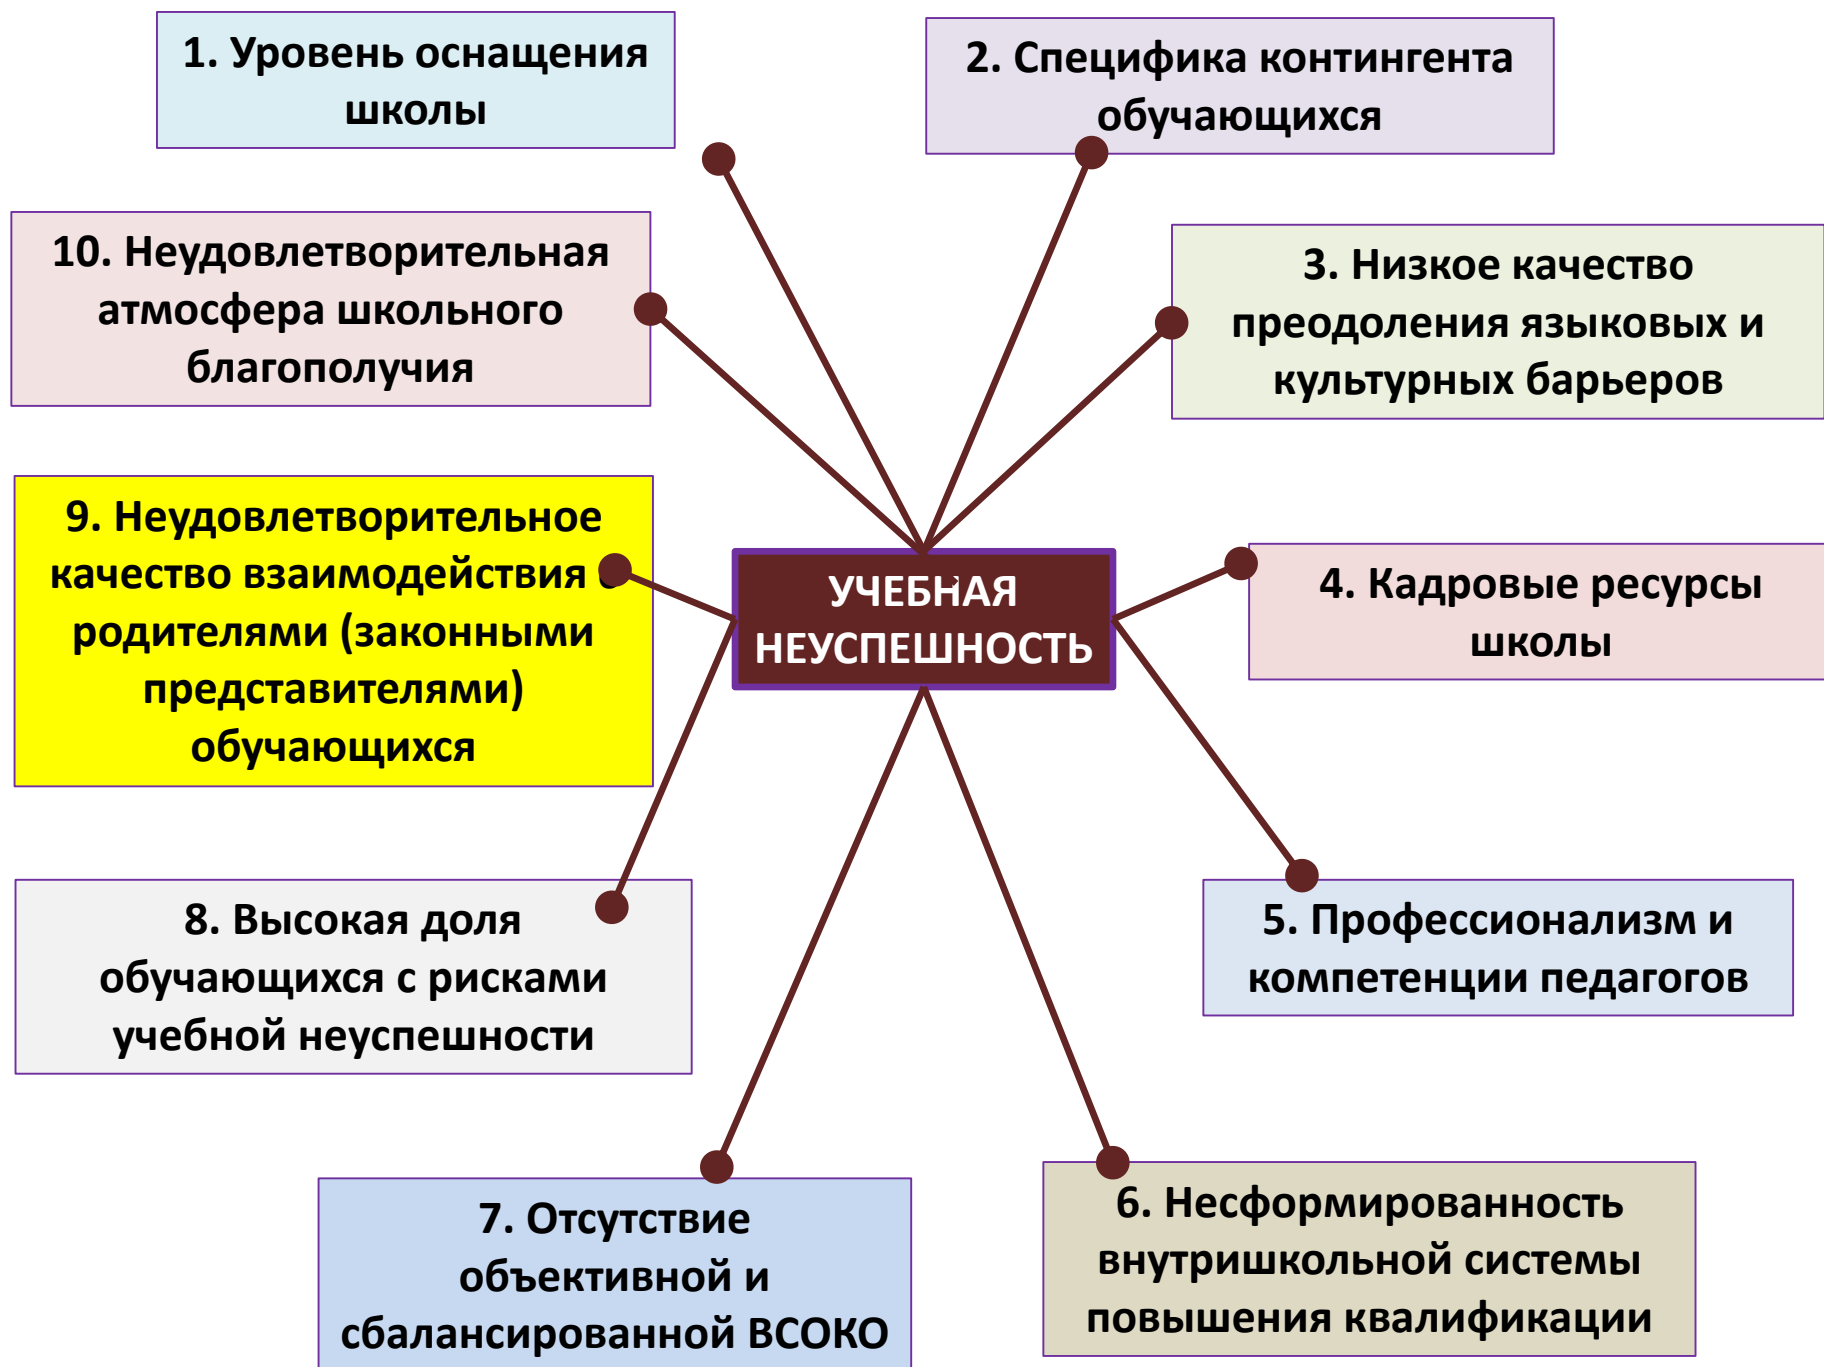 1. Уровень оснащения
школы
2. Специфика контингента
обучающихся
10. Неудовлетворительная
атмосфера школьного
благополучия
3. Низкое качество
преодоления языковых и
культурных барьеров
9. Неудовлетворительное
качество взаимодействия с
родителями (законными
представителями)
обучающихся
УЧЕБНАЯ
НЕУСПЕШНОСТЬ
4. Кадровые ресурсы
школы
8. Высокая доля
обучающихся с рисками
учебной неуспешности
5. Профессионализм и
компетенции педагогов
7. Отсутствие
объективной и
сбалансированной ВСОКО
6. Несформированность
внутришкольной системы
повышения квалификации